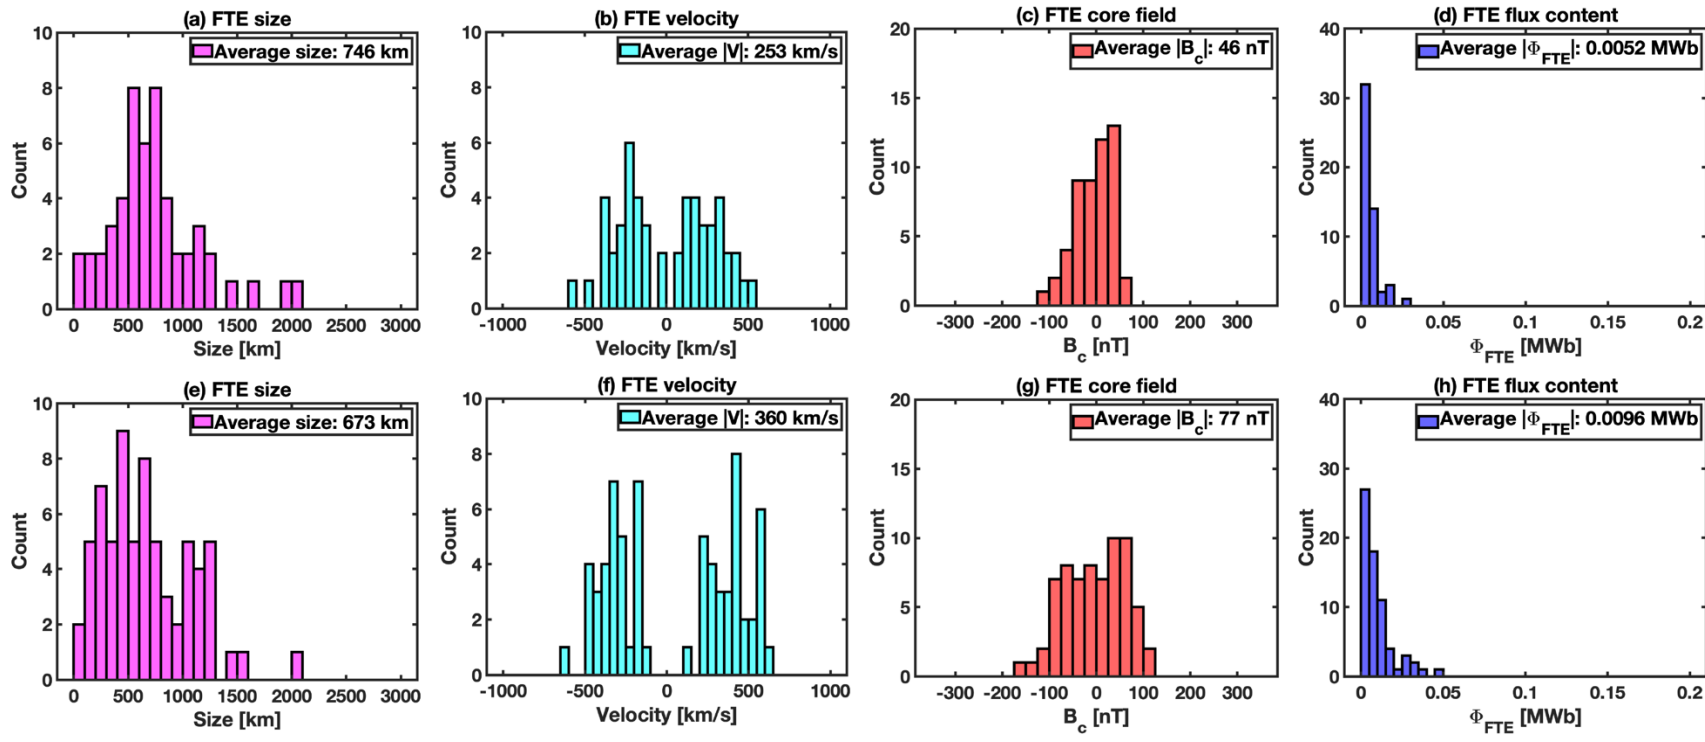 (a) FTE size
Average size: 746 km
10
8
6
4
2
0
Count
0 500 1000 1500 2000 2500 3000
Size [km]
(b) FTE velocity
Average |V|: 253 km/s
10
8
6
4
2
0
Count
-1000 -500 0 500 1000
Velocity [km/s]
(c) FTE core field
Average |B_c|: 46 nT
20
15
10
5
0
Count
-300 -200 -100 0 100 200 300
B_c [nT]
(d) FTE flux content
Average |Φ_FTE|: 0.0052 MWb
40
30
20
10
0
Count
0 0.05 0.1 0.15 0.2
Φ_FTE [MWb]
(e) FTE size
Average size: 673 km
10
8
6
4
2
0
Count
0 500 1000 1500 2000 2500 3000
Size [km]
(f) FTE velocity
Average |V|: 360 km/s
10
8
6
4
2
0
Count
-1000 -500 0 500 1000
Velocity [km/s]
(g) FTE core field
Average |B_c|: 77 nT
20
15
10
5
0
Count
-300 -200 -100 0 100 200 300
B_c [nT]
(h) FTE flux content
Average |Φ_FTE|: 0.0096 MWb
40
30
20
10
0
Count
0 0.05 0.1 0.15 0.2
Φ_FTE [MWb]